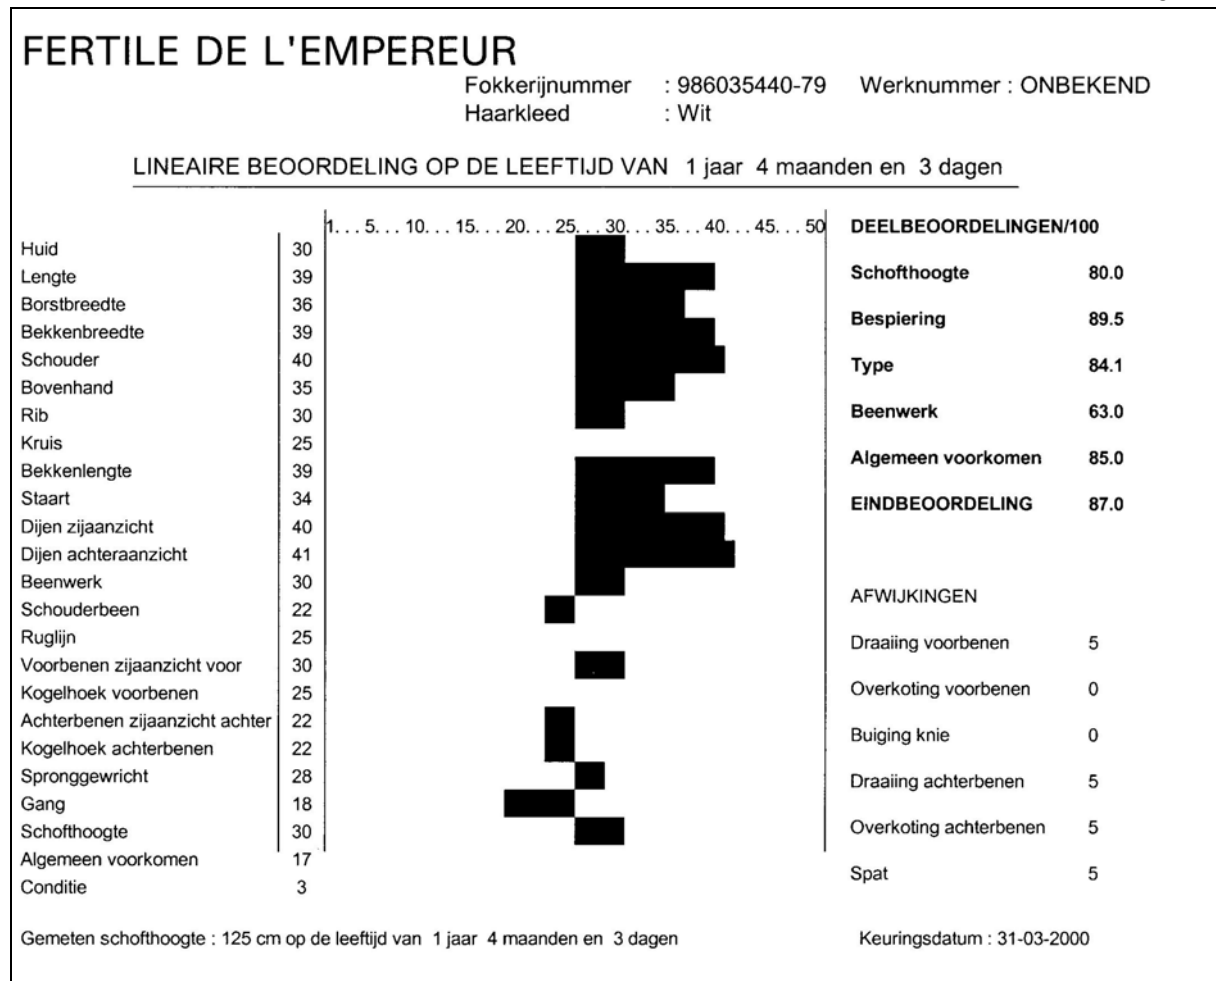 FERTILE DE L'EMPEREUR
Fokkerijnummer : 986035440-79 Werknummer : ONBEKEND
Haarkleed : Wit
LINEAIRE BEOORDELING OP DE LEEFTIJD VAN 1 jaar 4 maanden en 3 dagen
1. . . 5. . . 10. . . 15. . . 20. . . 25. . . 30. . . 35. . . 40. . . 45. . . 50
Huid 30
Lengte 39
Borstbreedte 36
Bekkenbreedte 39
Schouder 40
Bovenhand 35
Rib 30
Kruis 25
Bekkenlengte 39
Staart 34
Dijen zijaanzicht 40
Dijen achteraanzicht 41
Beenwerk 30
Schouderbeen 22
Ruglijn 25
Voorbenen zijaanzicht voor 30
Kogelhoek voorbenen 25
Achterbenen zijaanzicht achter 22
Kogelhoek achterbenen 22
Spronggewricht 28
Gang 18
Schofthoogte 30
Algemeen voorkomen 17
Conditie 3
DEELBEOORDELINGEN/100
Schofthoogte 80.0
Bespiering 89.5
Type 84.1
Beenwerk 63.0
Algemeen voorkomen 85.0
EINDBEOORDELING 87.0
AFWIJKINGEN
Draaiing voorbenen 5
Overkoting voorbenen 0
Buiging knie 0
Draaiing achterbenen 5
Overkoting achterbenen 5
Spat 5
Gemeten schofthoogte : 125 cm op de leeftijd van 1 jaar 4 maanden en 3 dagen
Keuringsdatum : 31-03-2000